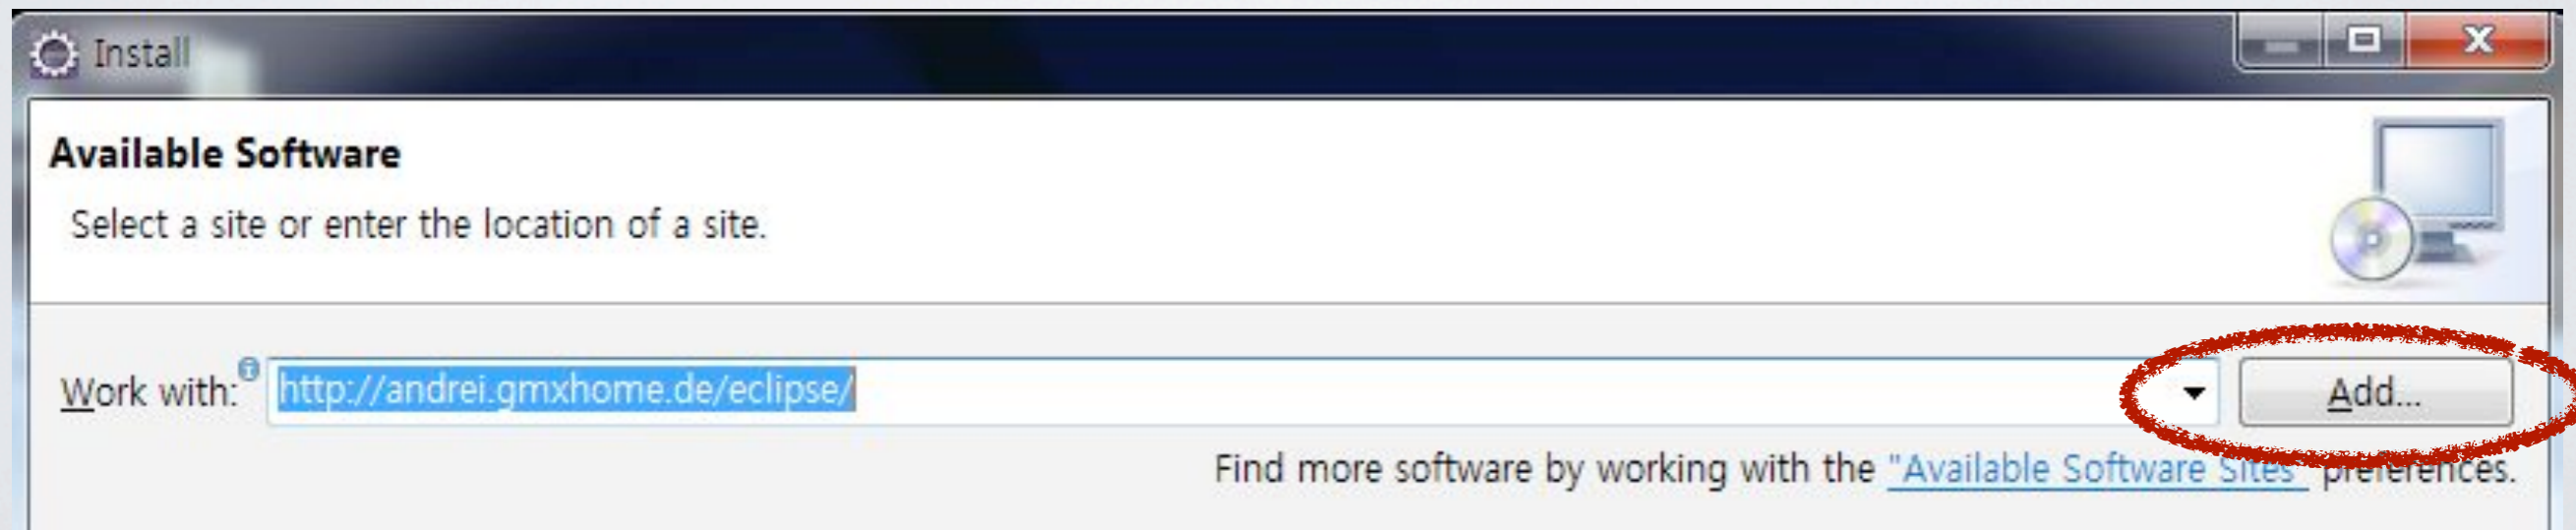 Install
Available Software
Select a site or enter the location of a site.
Work with: http://andrei.gmxhome.de/eclipse/ Add...
Find more software by working with the "Available Software Sites" preferences.